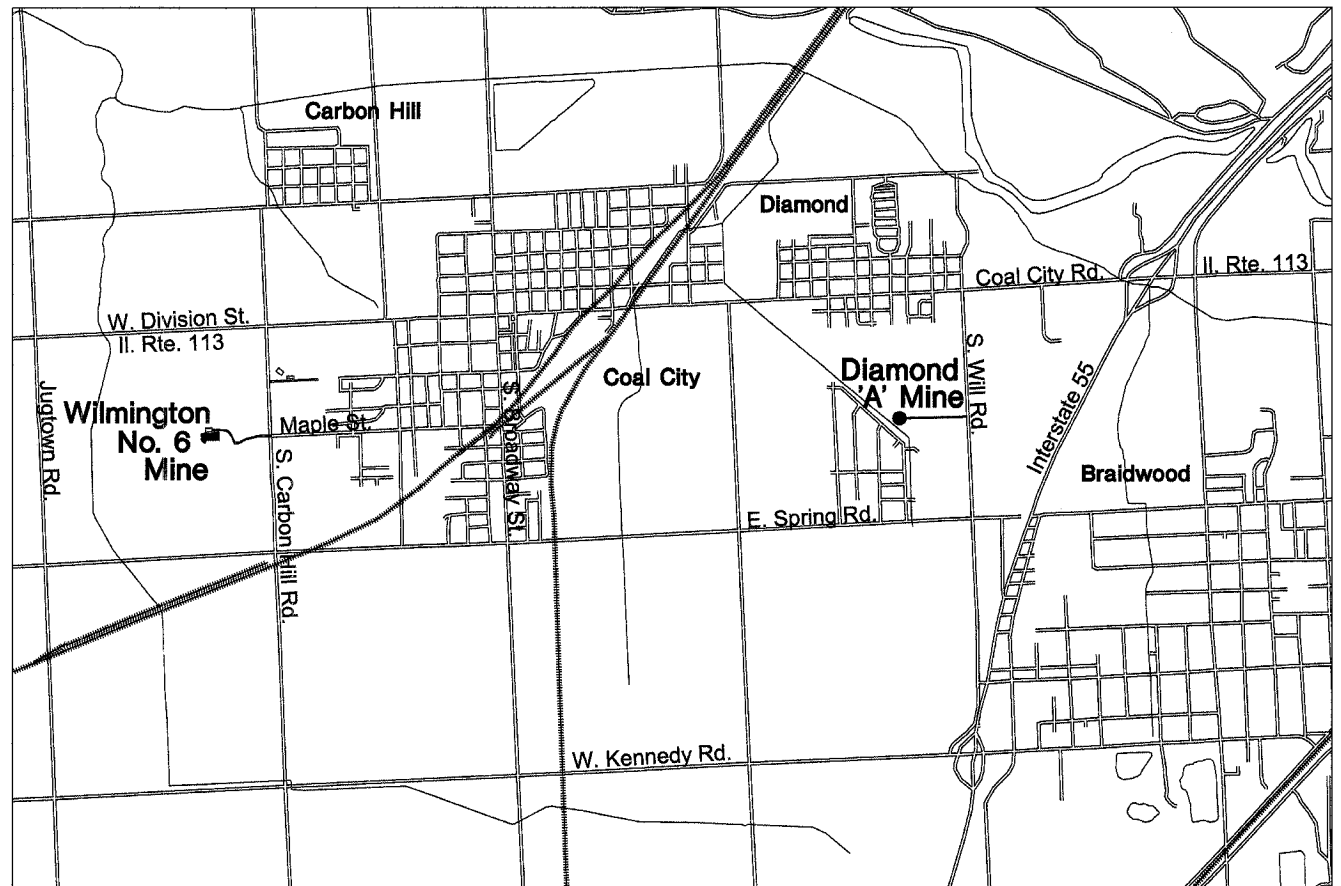 Carbon Hill
Diamond
Coal City Rd.
Il. Rte. 113
W. Division St.
Il. Rte. 113
Coal City
Diamond
'A' Mine
S. Will Rd.
Interstate 55
Jugtown Rd.
Wilmington
No. 6
Mine
Maple St.
S. Broadway St.
S. Carbon Hill Rd.
Braidwood
E. Spring Rd.
W. Kennedy Rd.